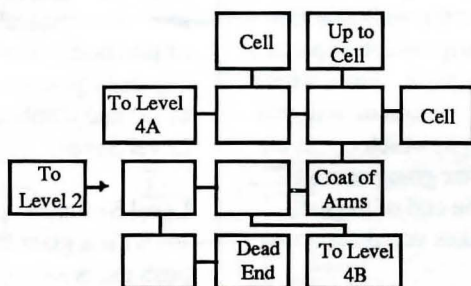 Cell
Up to
Cell
To Level
4A
Cell
To
Level 2
Coat of
Arms
Dead
End
To Level
4B